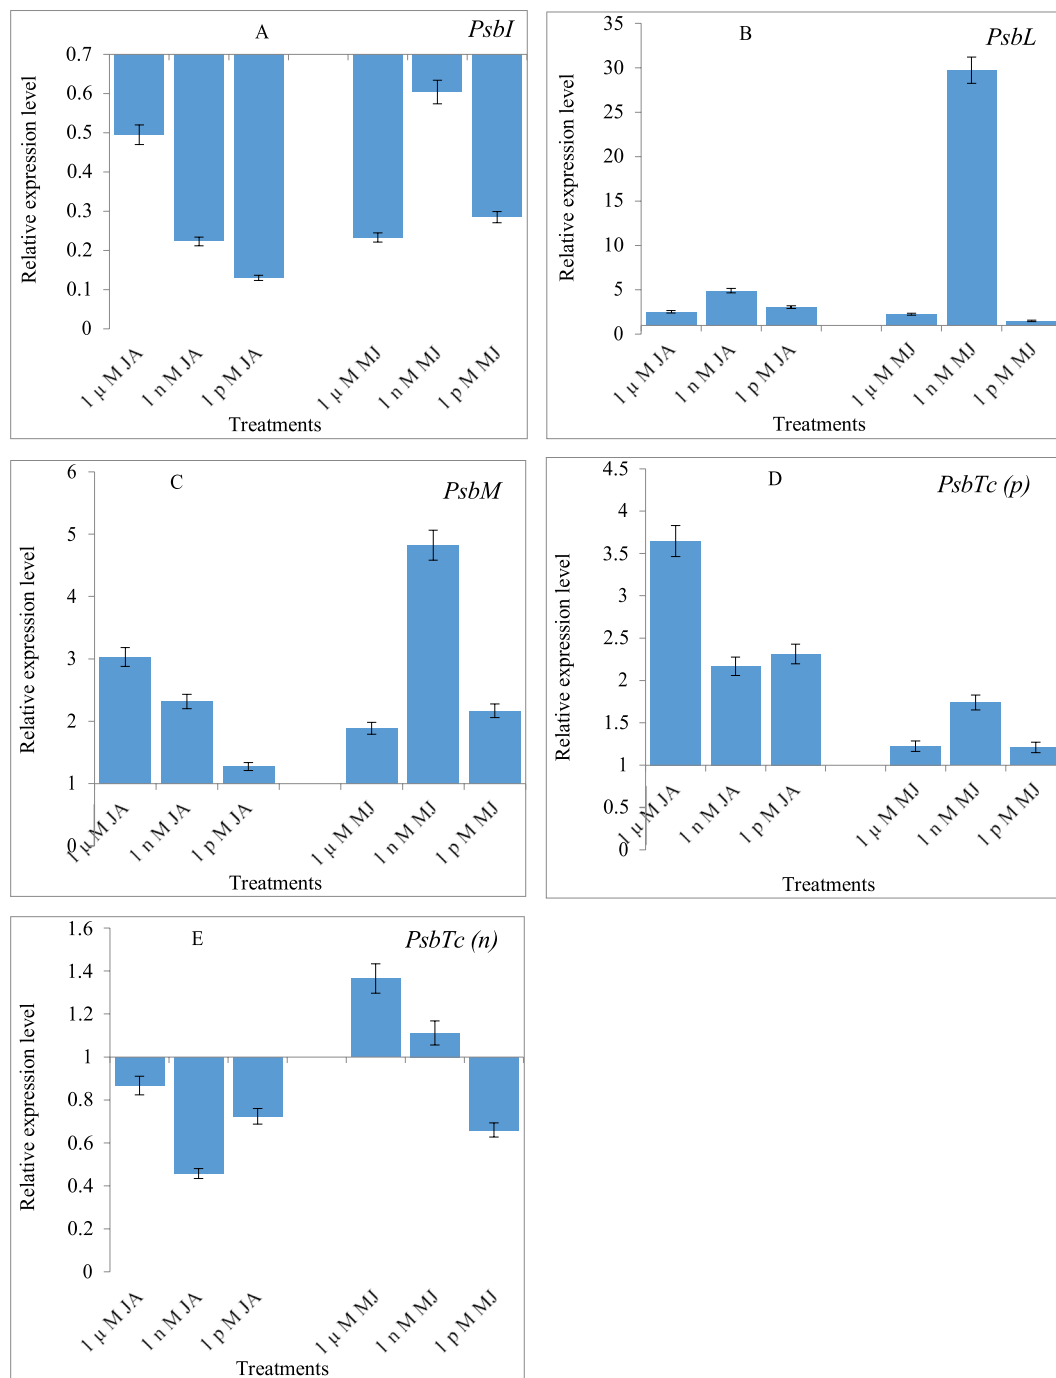 A
PsbI
Relative expression level
0.7
0.6
0.5
0.4
0.3
0.2
0.1
0
1 µ M JA
1 n M JA
1 p M JA
1 µ M MJ
1 n M MJ
1 p M MJ
Treatments
B
PsbL
Relative expression level
35
30
25
20
15
10
5
0
1 µ M JA
1 n M JA
1 p M JA
1 µ M MJ
1 n M MJ
1 p M MJ
Treatments
C
PsbM
Relative expression level
6
5
4
3
2
1
0
1 µ M JA
1 n M JA
1 p M JA
1 µ M MJ
1 n M MJ
1 p M MJ
Treatments
D
PsbTc (p)
Relative expression level
4.5
4
3.5
3
2.5
2
1.5
1
0.5
0
1 µ M JA
1 n M JA
1 p M JA
1 µ M MJ
1 n M MJ
1 p M MJ
Treatments
E
PsbTc (n)
Relative expression level
1.6
1.4
1.2
1
0.8
0.6
0.4
0.2
0
1 µ M JA
1 n M JA
1 p M JA
1 µ M MJ
1 n M MJ
1 p M MJ
Treatments